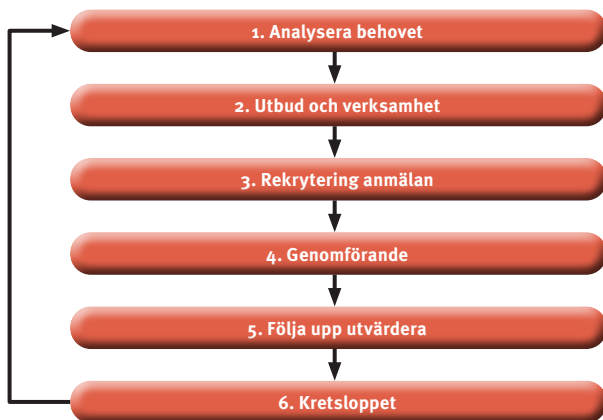 1. Analysera behovet
2. Utbud och verksamhet
3. Rekrytering anmälan
4. Genomförande
5. Följa upp utvärdera
6. Kretsloppet